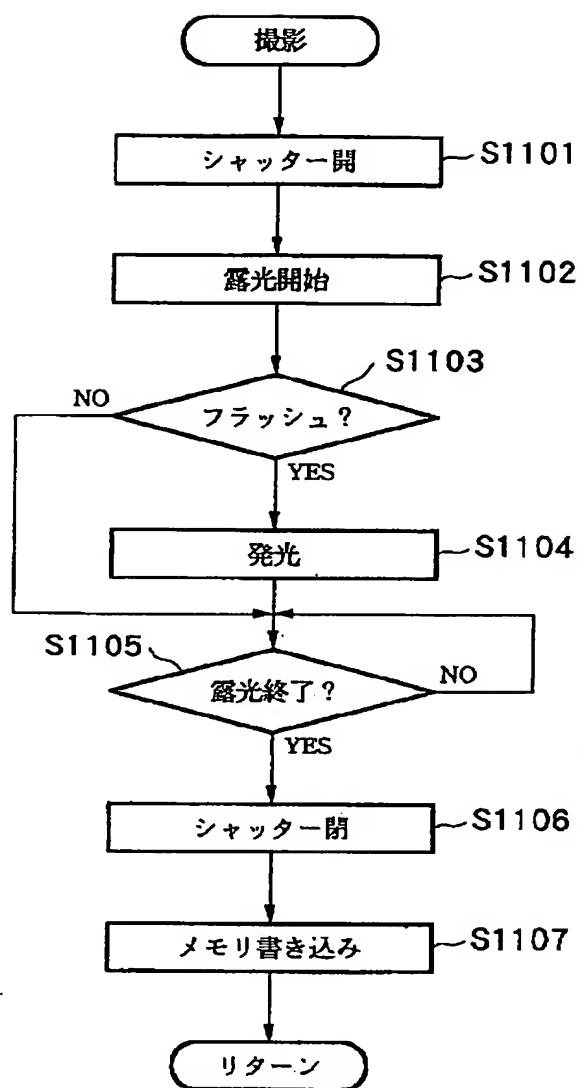 撮影
シャッター開
S1101
露光開始
S1102
S1103
NO
フラッシュ?
YES
発光
S1104
S1105
露光終了?
NO
YES
シャッター閉
S1106
メモリ書き込み
S1107
リターン